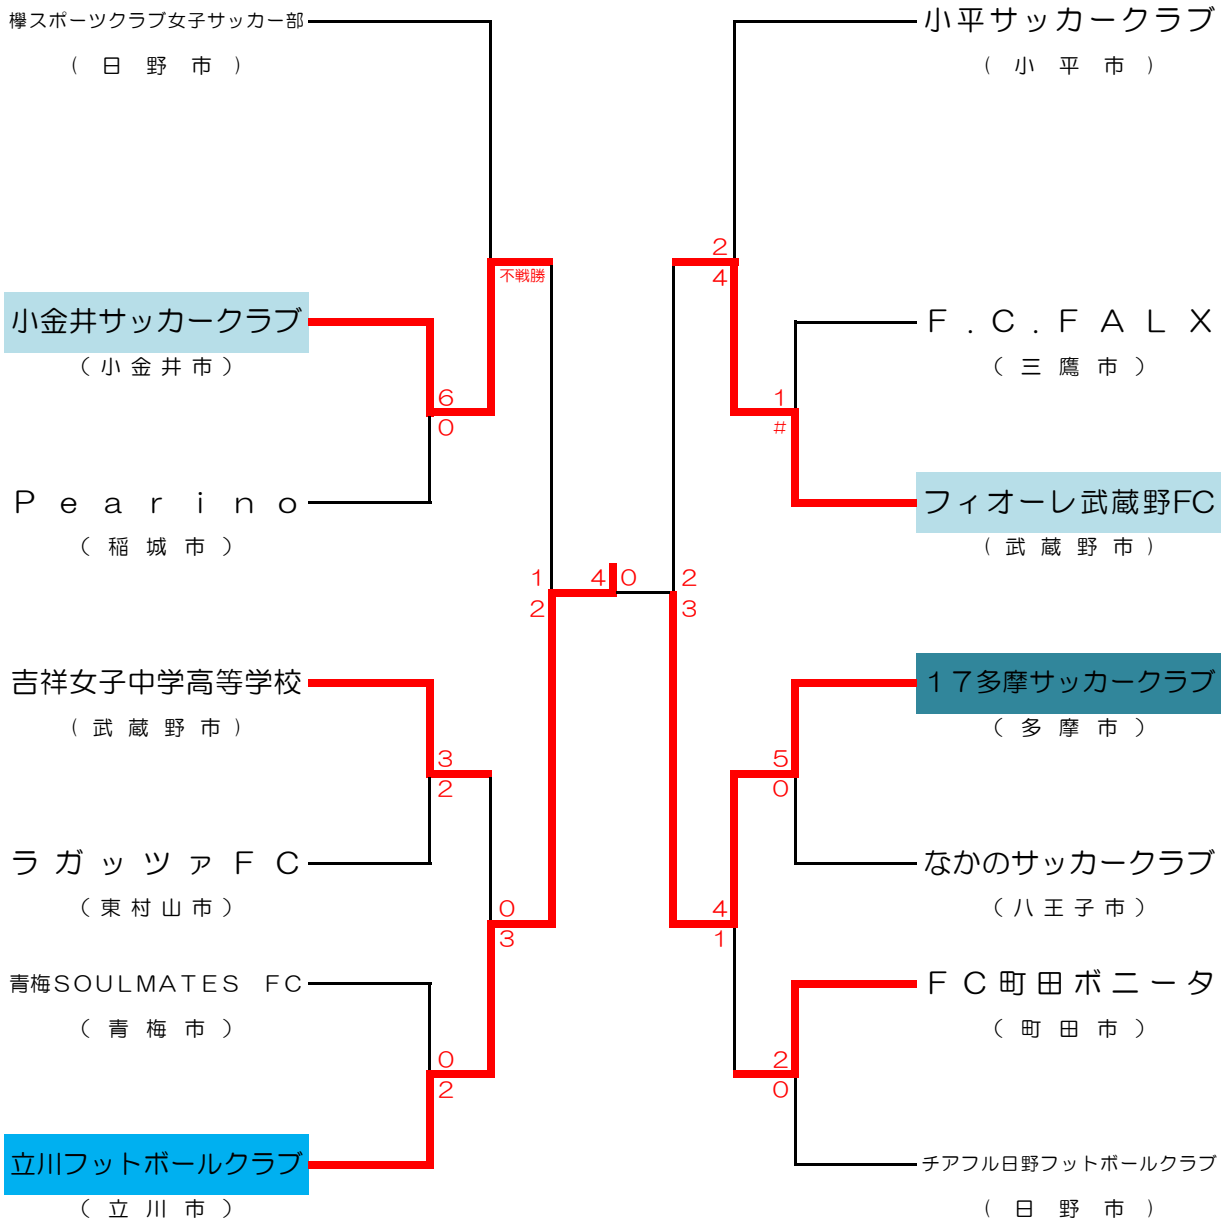 欅スポーツクラブ女子サッカー部
(日野市)
不戦勝
小金井サッカークラブ
(小金井市)
6
0
Pearino
(稲城市)
1
2
吉祥女子中学高等学校
(武蔵野市)
3
2
ラガッツァFC
(東村山市)
0
3
青梅SOULMATES FC
(青梅市)
0
2
立川フットボールクラブ
(立川市)
4 0
小平サッカークラブ
(小平市)
2
4
F.C.FALX
(三鷹市)
1
#
フィオーレ武蔵野FC
(武蔵野市)
2
3
17多摩サッカークラブ
(多摩市)
5
0
なかのサッカークラブ
(八王子市)
4
1
FC町田ボニータ
(町田市)
2
0
チアフル日野フットボールクラブ
(日野市)